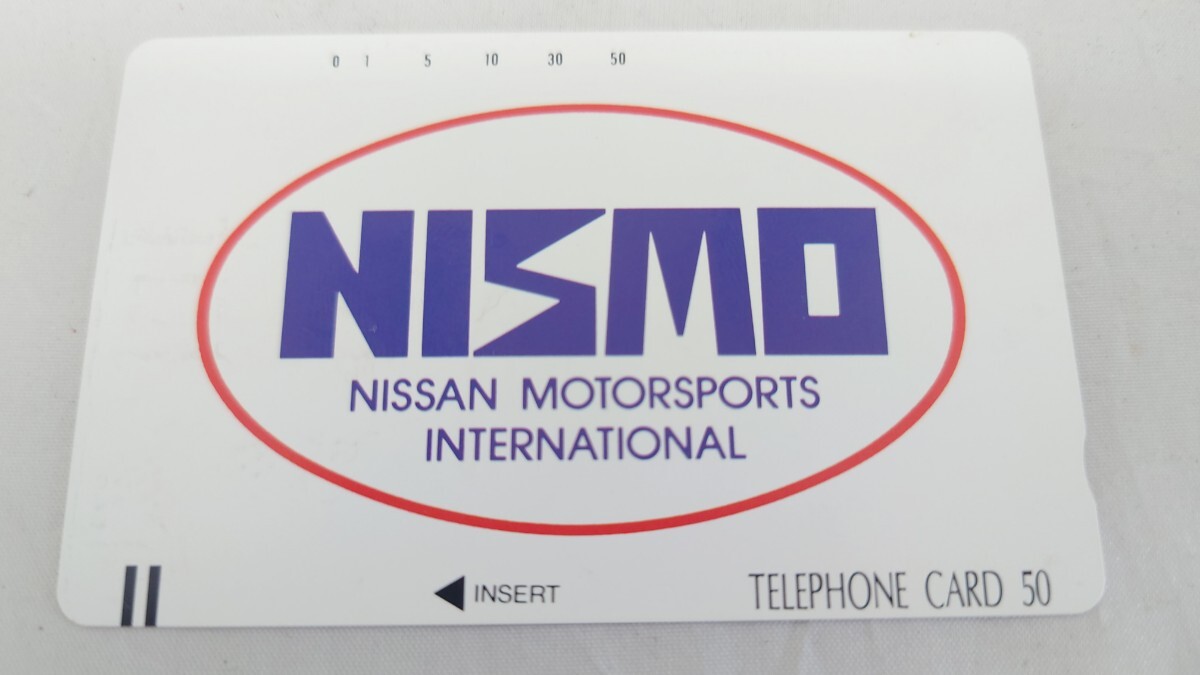 0 1 5 10 30 50
NISMO
NISSAN MOTORSPORTS
INTERNATIONAL
INSERT
TELEPHONE CARD 50